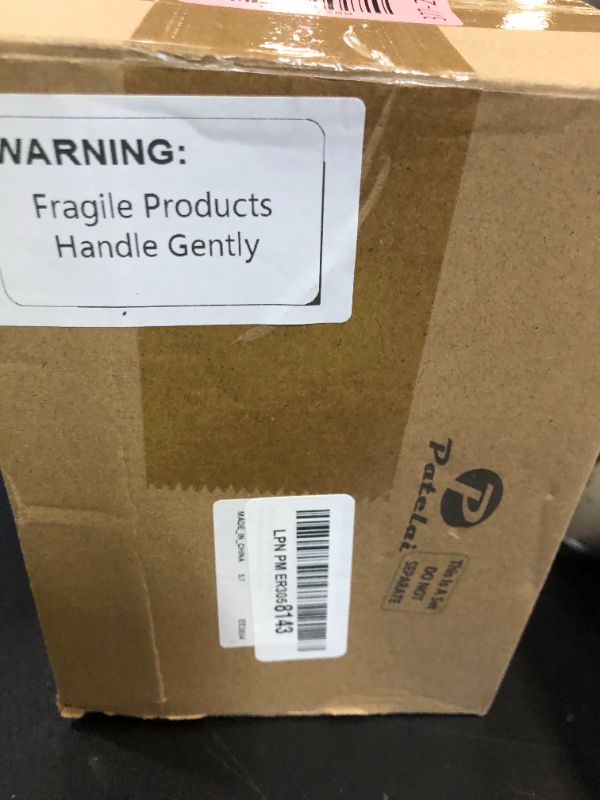 WARNING:
Fragile Products
Handle Gently
Patelai
This Is A Set
DO NOT
SEPARATE
LPN PM ER3058143
MADE IN CHINA